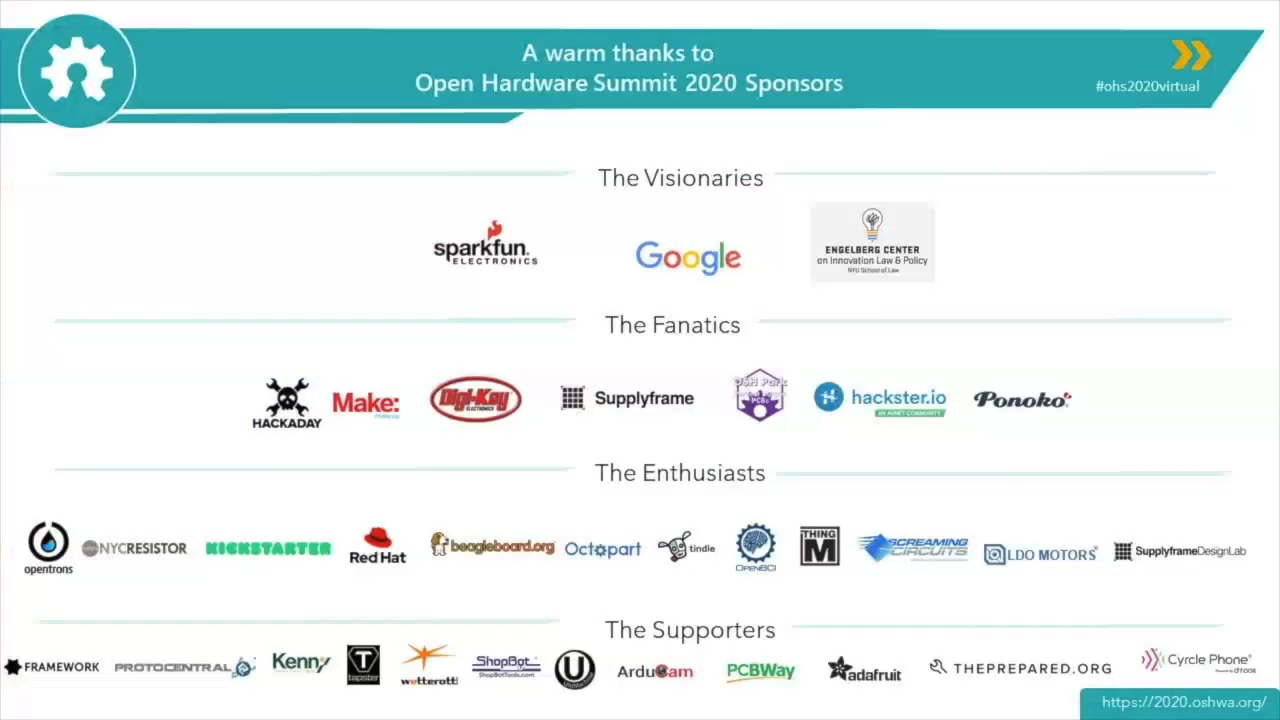 A warm thanks to
Open Hardware Summit 2020 Sponsors
#ohs2020virtual
The Visionaries
sparkfun.
ELECTRONICS
Google
ENGELBERG CENTER
on Innovation Law & Policy
NYU School of Law
The Fanatics
HACKADAY
Make:
Digi-Key
ELECTRONICS
Supplyframe
OSH Park
PCBs
hackster.io
AN AVNET COMMUNITY
Ponoko
The Enthusiasts
opentrons
NYCRESISTOR
KICKSTARTER
Red Hat
beagleboard.org
Octopart
tindie
OPENBCI
THING
M
SCREAMING
CIRCUITS
LDO MOTORS
SupplyframeDesignLab
The Supporters
FRAMEWORK
PROTOCENTRAL
Kenny
T
tapster
watterott
ShopBot
ShopBotTools.com
U
ArduCam
PCBWay
adafruit
THEPREPARED.ORG
Cyrcle Phone
https://2020.oshwa.org/